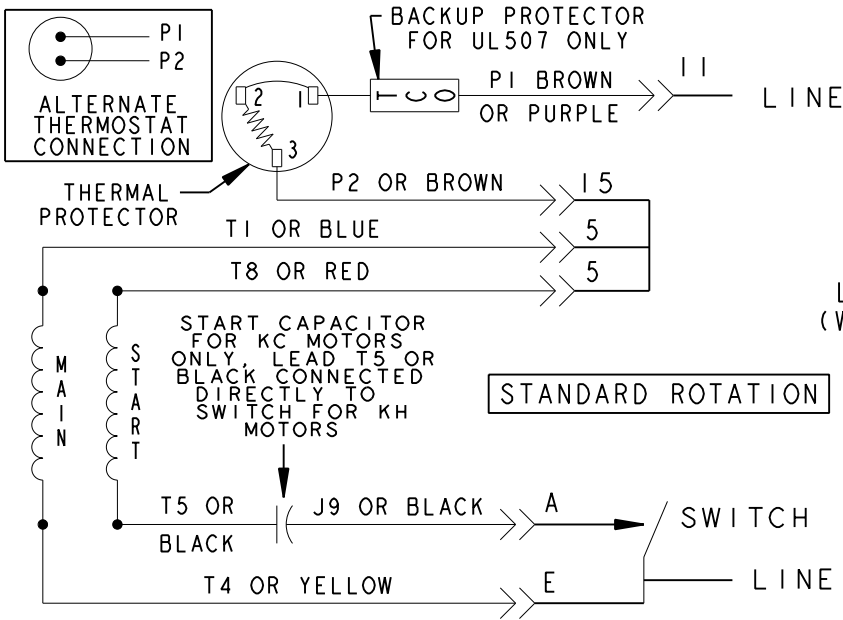 P1
P2
ALTERNATE
THERMOSTAT
CONNECTION
BACKUP PROTECTOR
FOR UL507 ONLY
2
1
3
TCO
P1 BROWN
OR PURPLE
11
LINE
THERMAL
PROTECTOR
P2 OR BROWN
15
T1 OR BLUE
5
T8 OR RED
5
L
(V
START CAPACITOR
FOR KC MOTORS
ONLY, LEAD T5 OR
BLACK CONNECTED
DIRECTLY TO
SWITCH FOR KH
MOTORS
MAIN
START
STANDARD ROTATION
T5 OR
BLACK
J9 OR BLACK
A
SWITCH
T4 OR YELLOW
E
LINE